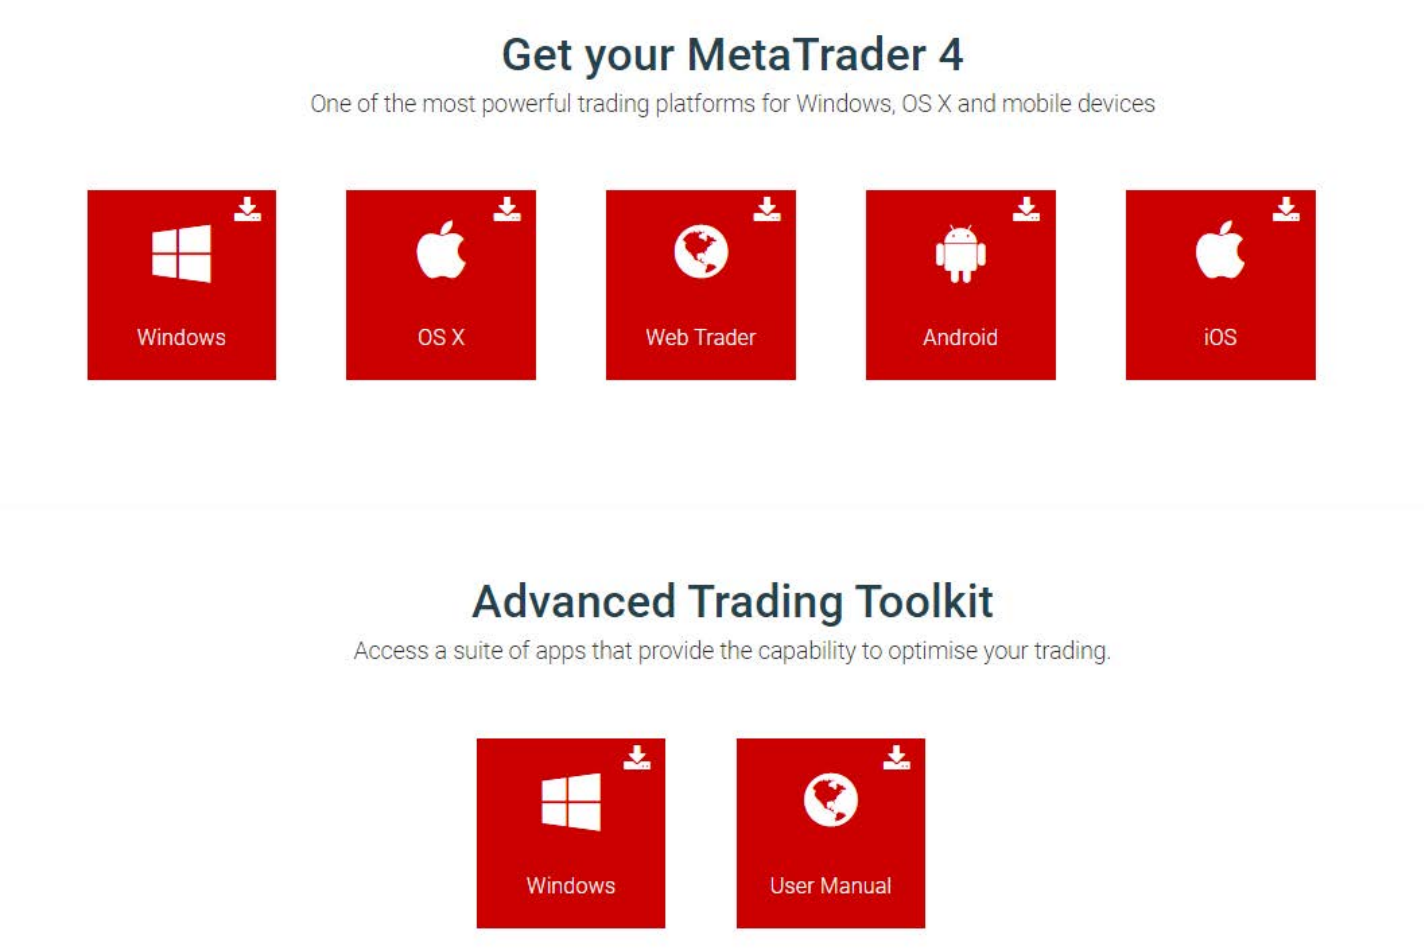 Get your MetaTrader 4
One of the most powerful trading platforms for Windows, OS X and mobile devices
Windows
OS X
Web Trader
Android
iOS
Advanced Trading Toolkit
Access a suite of apps that provide the capability to optimise your trading.
Windows
User Manual